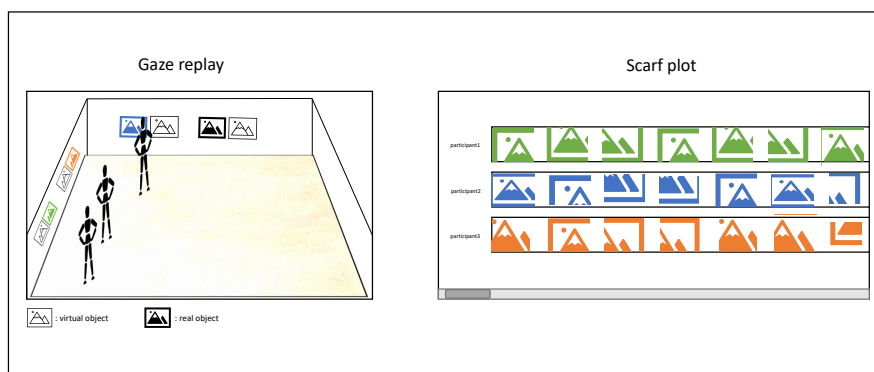 Gaze replay
Scarf plot
participant1
participant2
participant3
: virtual object
: real object